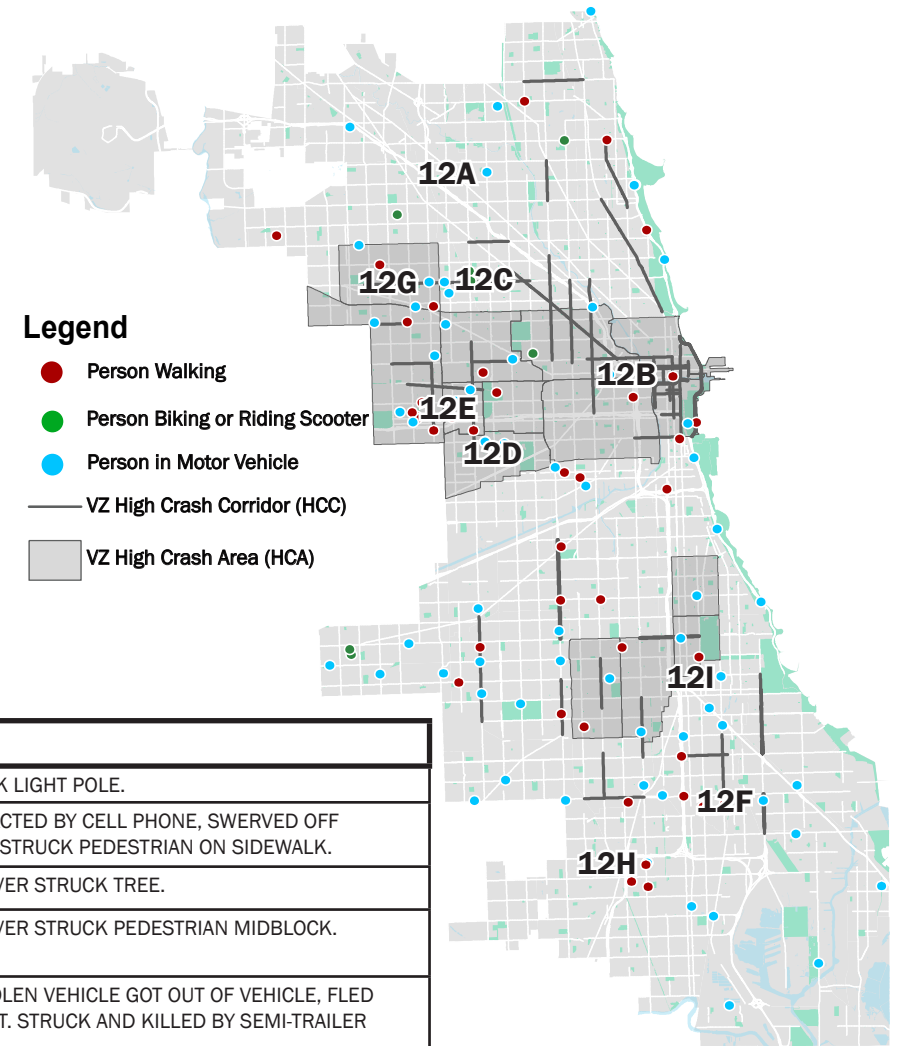 12A
12G
12C
Legend
Person Walking
12B
12E
Person Biking or Riding Scooter
12D
Person in Motor Vehicle
VZ High Crash Corridor (HCC)
VZ High Crash Area (HCA)
12I
K LIGHT POLE.
CTED BY CELL PHONE, SWERVED OFF
STRUCK PEDESTRIAN ON SIDEWALK.
12F
12H
VER STRUCK TREE.
VER STRUCK PEDESTRIAN MIDBLOCK.
OLEN VEHICLE GOT OUT OF VEHICLE, FLED
T. STRUCK AND KILLED BY SEMI-TRAILER